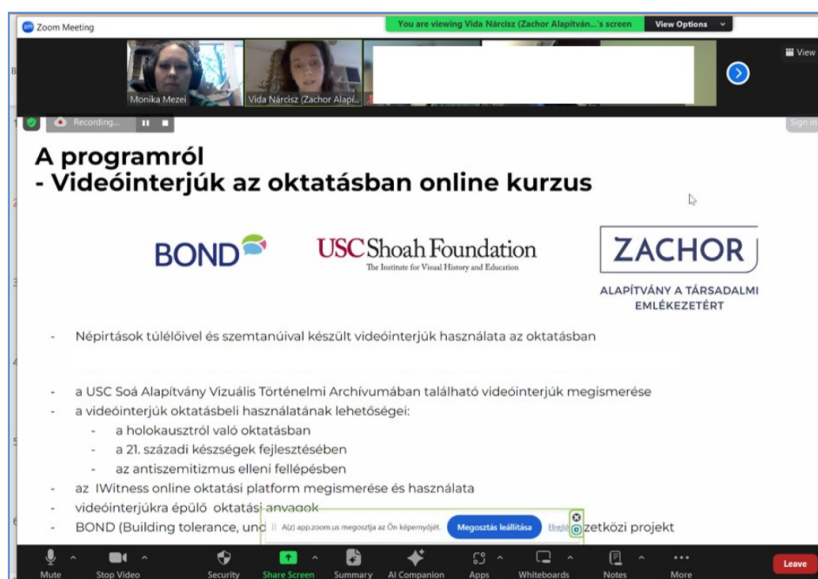 Zoom Meeting
You are viewing Vida Nárcisz (Zachor Alapítván...'s screen
View Options
View
Monika Mezei
Vida Nárcisz (Zachor Alapí...
Recording...
Sign in
A programról
- Videóinterjúk az oktatásban online kurzus
BOND
USC Shoah Foundation
The Institute for Visual History and Education
ZACHOR
ALAPÍTVÁNY A TÁRSADALMI
EMLÉKEZETÉRT
- Népirtások túlélőivel és szemtanúival készült videóinterjúk használata az oktatásban
- a USC Soá Alapítvány Vizuális Történelmi Archívumában található videóinterjúk megismerése
- a videóinterjúk oktatásbeli használatának lehetőségei:
- a holokausztról való oktatásban
- a 21. századi készségek fejlesztésében
- az antiszemitizmus elleni fellépésben
- az IWitness online oktatási platform megismerése és használata
- videóinterjúkra épülő oktatási anyagok
- BOND (Building tolerance, und zetközi projekt
A(z) app.zoom.us megosztja az Ön képernyőjét.
Megosztás leállítása
Mute
Stop Video
Security
Share Screen
Summary
AI Companion
Apps
Whiteboards
Notes
More
Leave